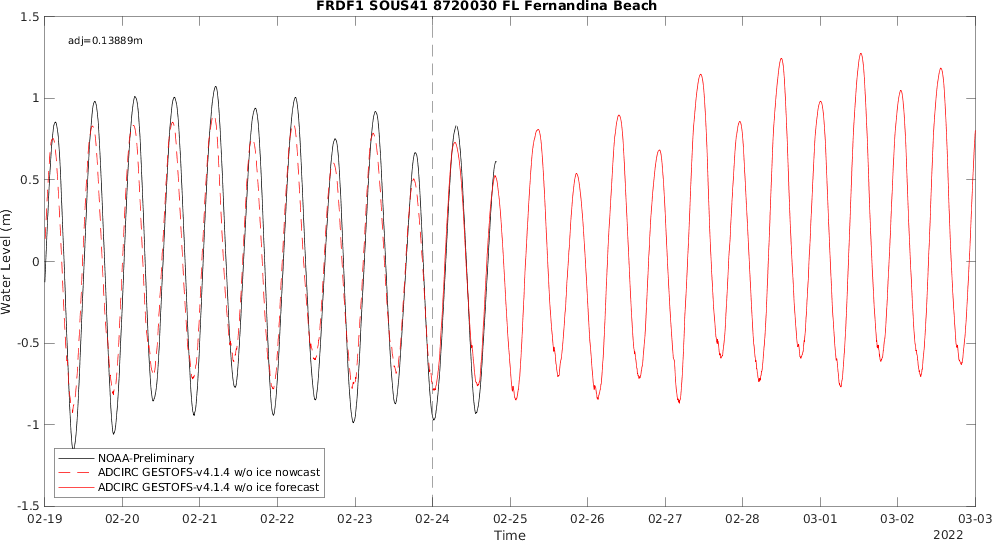 FRDF1 SOUS41 8720030 FL Fernandina Beach
adj=0.13889m
1.5
1
0.5
0
-0.5
-1
-1.5
Water Level (m)
NOAA-Preliminary
ADCIRC GESTOFS-v4.1.4 w/o ice nowcast
ADCIRC GESTOFS-v4.1.4 w/o ice forecast
02-19 02-20 02-21 02-22 02-23 02-24 02-25 02-26 02-27 02-28 03-01 03-02 03-03
Time
2022